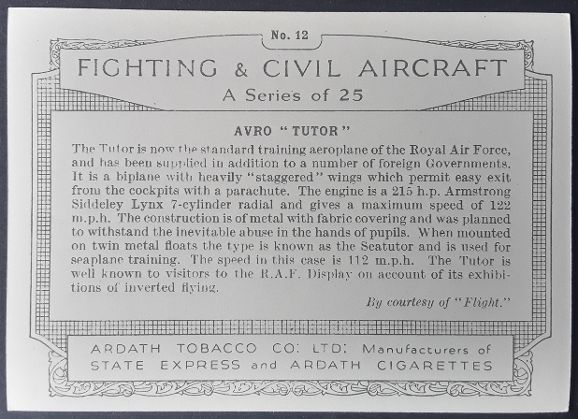 No. 12
FIGHTING & CIVIL AIRCRAFT
A Series of 25
AVRO "TUTOR"
The Tutor is now the standard training aeroplane of the Royal Air Force,
and has been supplied in addition to a number of foreign Governments.
It is a biplane with heavily "staggered" wings which permit easy exit
from the cockpits with a parachute. The engine is a 215 h.p. Armstrong
Siddeley Lynx 7-cylinder radial and gives a maximum speed of 122
m.p.h. The construction is of metal with fabric covering and was planned
to withstand the inevitable abuse in the hands of pupils. When mounted
on twin metal floats the type is known as the Seatutor and is used for
seaplane training. The speed in this case is 112 m.p.h. The Tutor is
well known to visitors to the R.A.F. Display on account of its exhibi-
tions of inverted flying.
By courtesy of "Flight."
ARDATH TOBACCO CO: LTD: Manufacturers of
STATE EXPRESS and ARDATH CIGARETTES